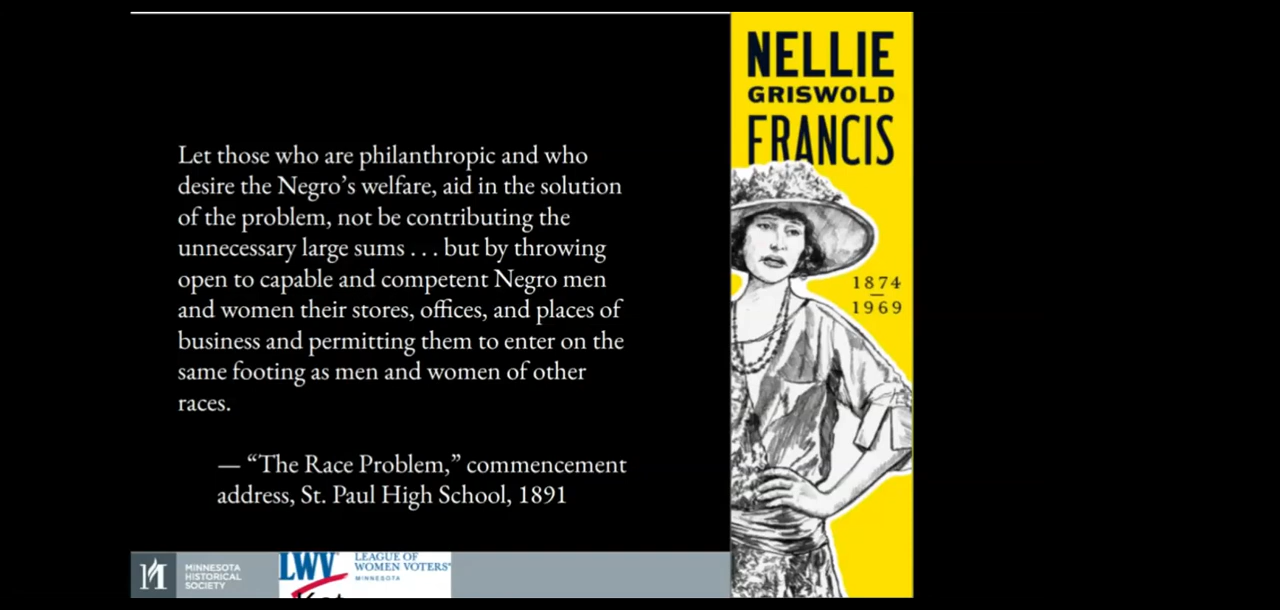 Let those who are philanthropic and who
desire the Negro's welfare, aid in the solution
of the problem, not be contributing the
unnecessary large sums . . . but by throwing
open to capable and competent Negro men
and women their stores, offices, and places of
business and permitting them to enter on the
same footing as men and women of other
races.
— “The Race Problem,” commencement
address, St. Paul High School, 1891
NELLIE
GRISWOLD
FRANCIS
1874
—
1969
MINNESOTA
HISTORICAL
SOCIETY
LWV
LEAGUE OF
WOMEN VOTERS®
MINNESOTA